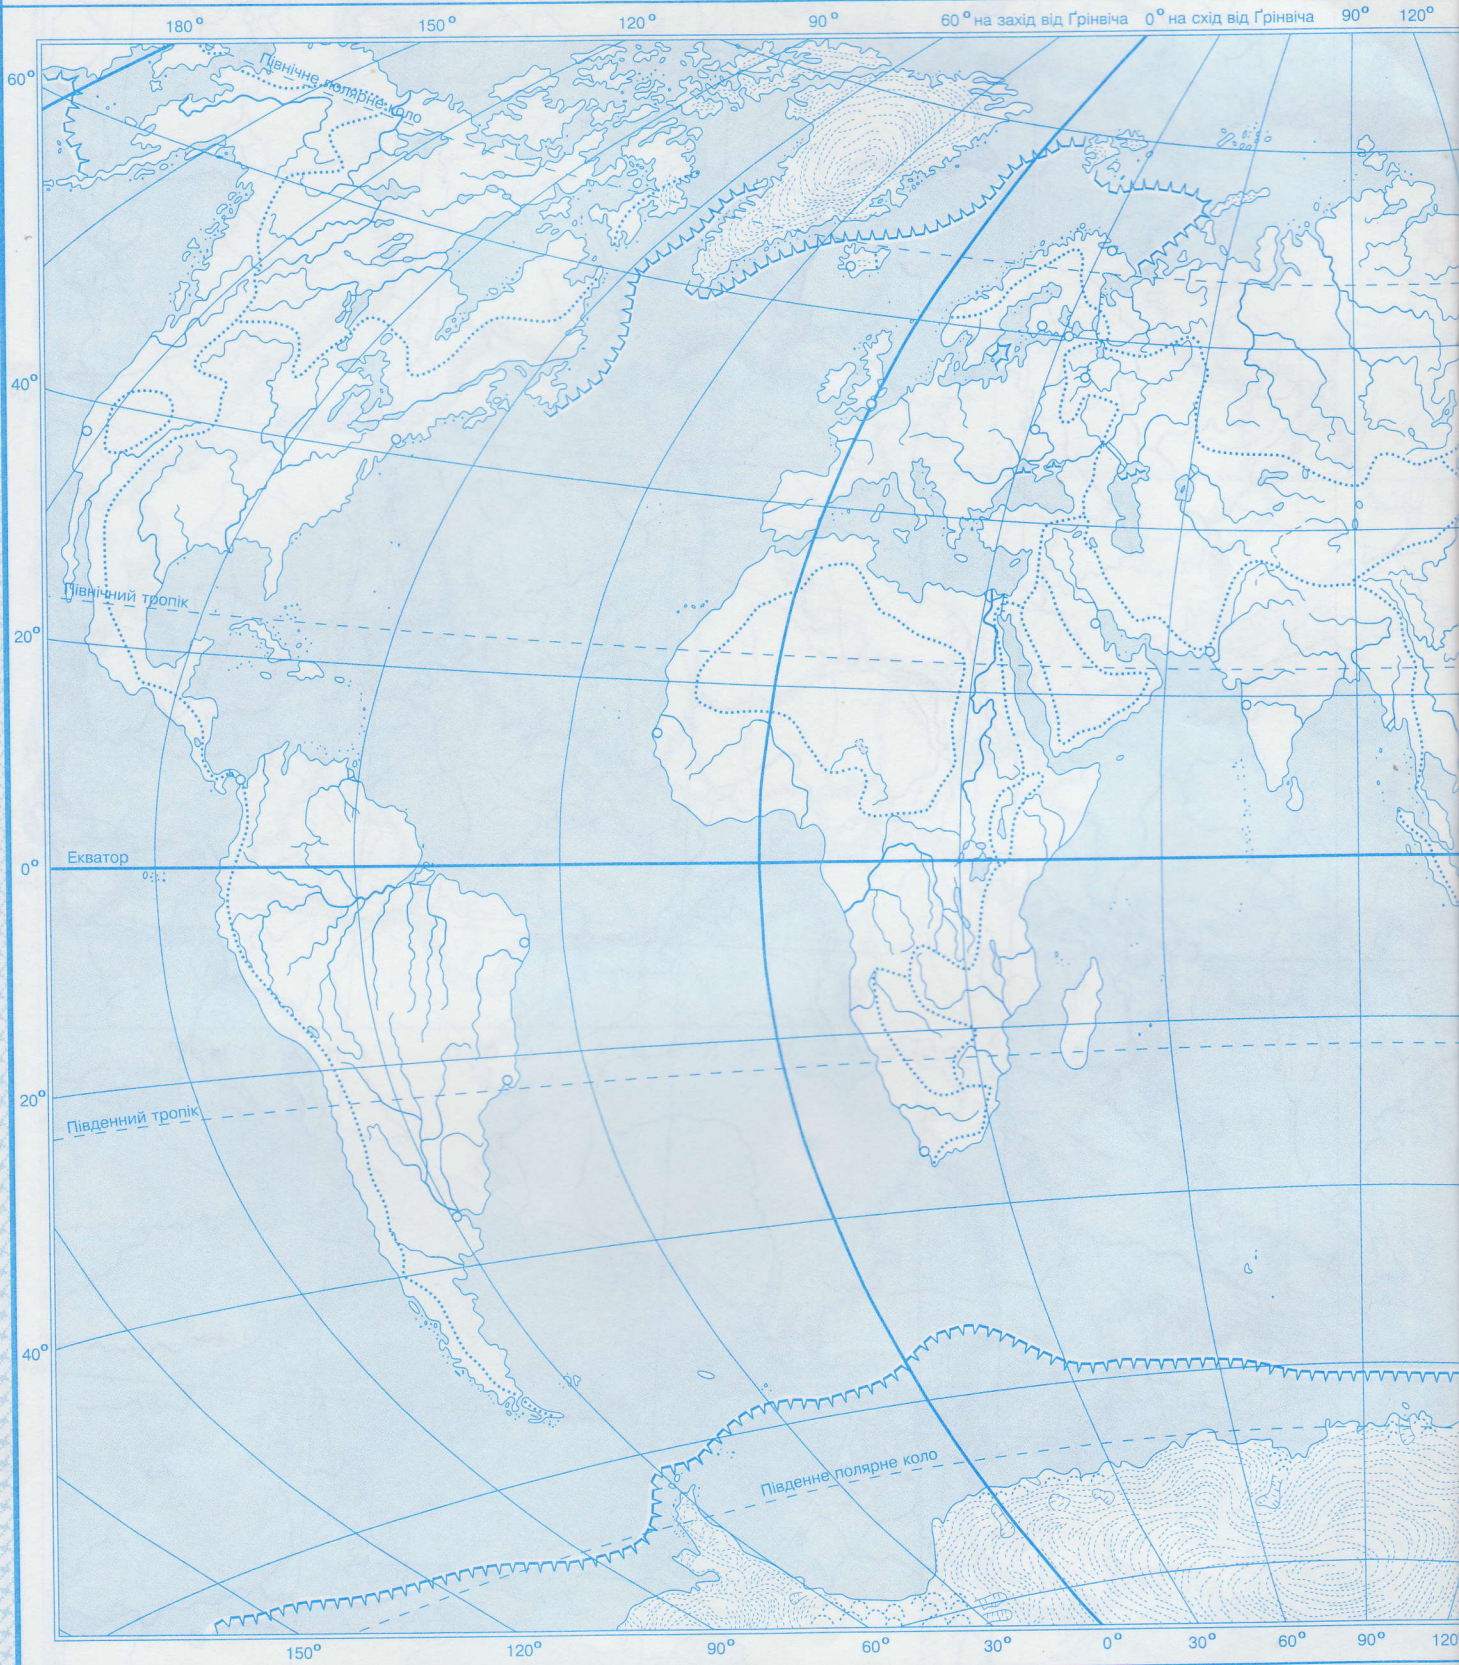 180° 150° 120° 90° 60° на захід від Ґрінвіча 0° на схід від Ґрінвіча 90° 120°
60°
Північне полярне коло
40°
Північний тропік
20°
Екватор
0°
20°
Південний тропік
40°
Південне полярне коло
150° 120° 90° 60° 30° 0° 30° 60° 90° 120